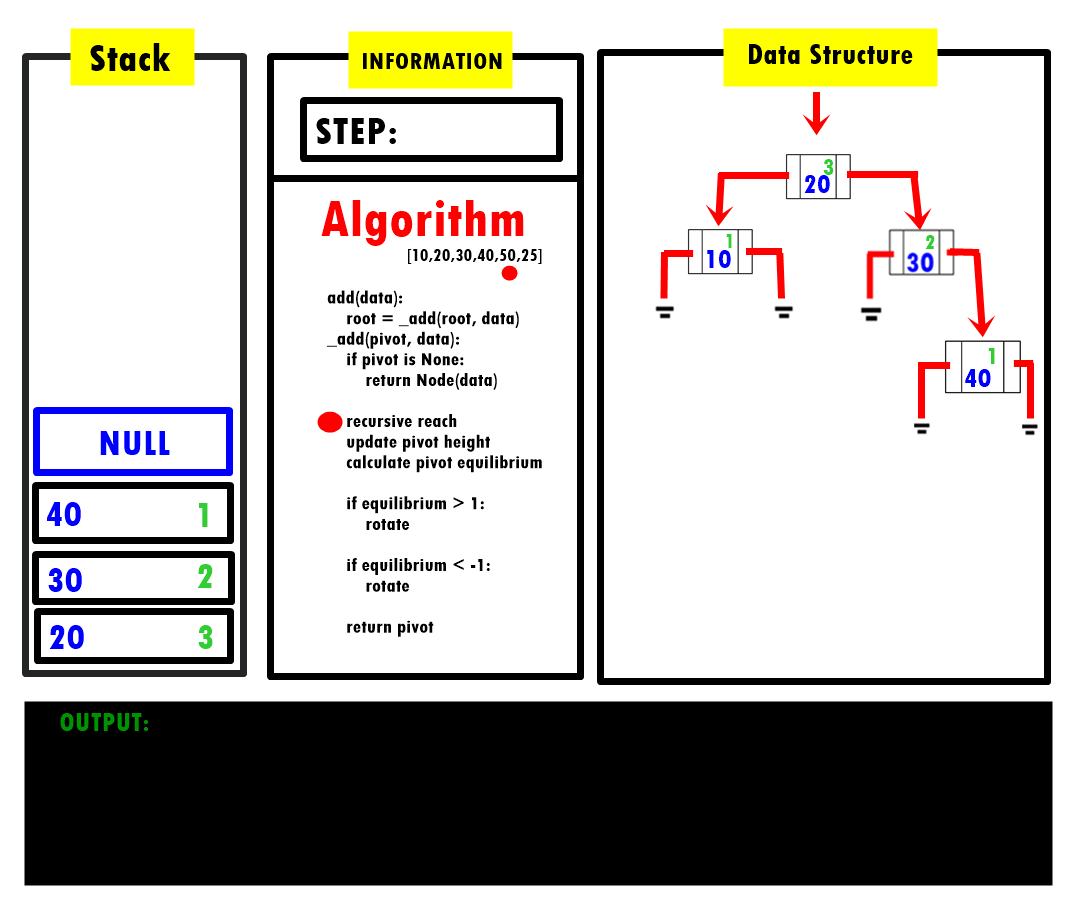 Stack
NULL
40 1
30 2
20 3
INFORMATION
STEP:
Algorithm
[10,20,30,40,50,25]
add(data):
root = _add(root, data)
_add(pivot, data):
if pivot is None:
return Node(data)
recursive reach
update pivot height
calculate pivot equilibrium
if equilibrium > 1:
rotate
if equilibrium < -1:
rotate
return pivot
Data Structure
3
20
1
10
2
30
1
40
OUTPUT: